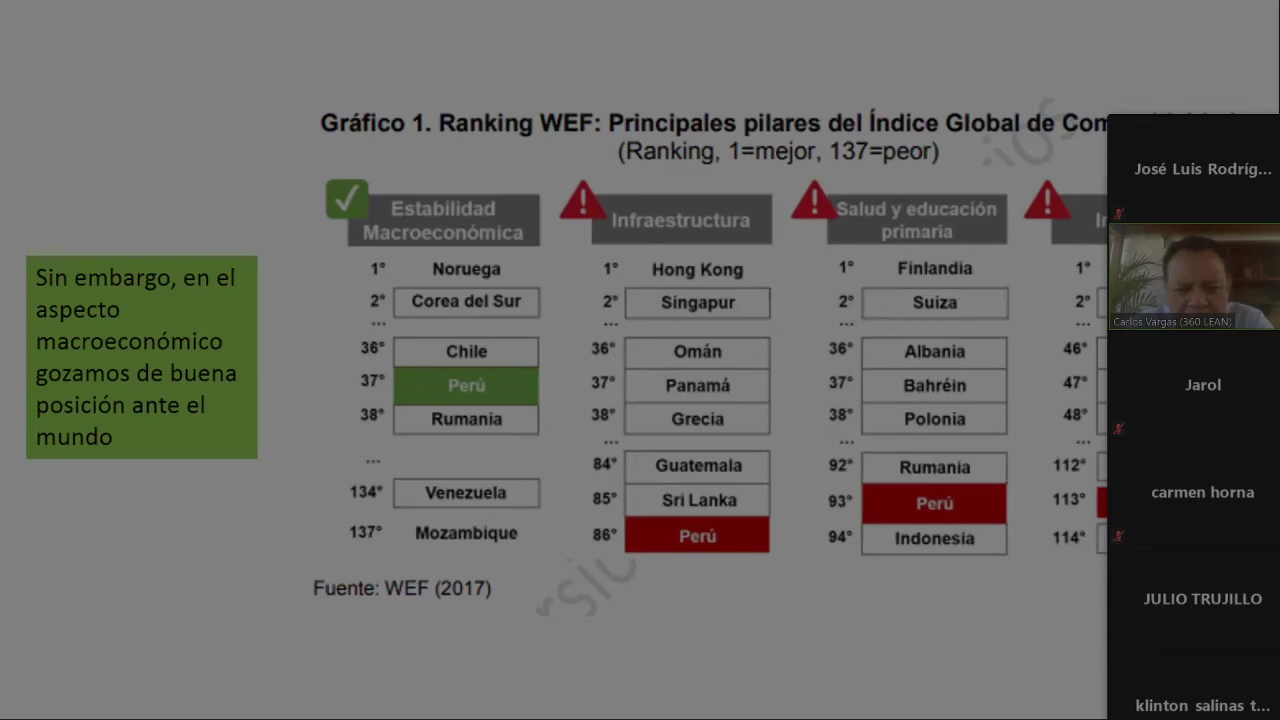 Gráfico 1. Ranking WEF: Principales pilares del Índice Global de Com
(Ranking, 1=mejor, 137=peor)
Sin embargo, en el
aspecto
macroeconómico
gozamos de buena
posición ante el
mundo
Estabilidad
Macroeconómica
1° Noruega
2° Corea del Sur
...
36° Chile
37° Perú
38° Rumania
...
134° Venezuela
137° Mozambique
Infraestructura
1° Hong Kong
2° Singapur
...
36° Omán
37° Panamá
38° Grecia
...
84° Guatemala
85° Sri Lanka
86° Perú
Salud y educación
primaria
1° Finlandia
2° Suiza
...
36° Albania
37° Bahréin
38° Polonia
...
92° Rumania
93° Perú
94° Indonesia
1°
2°
...
46°
47°
48°
...
112°
113°
114°
Fuente: WEF (2017)
José Luis Rodríg...
Carlos Vargas (360 LEAN)
Jarol
carmen horna
JULIO TRUJILLO
klinton salinas t...